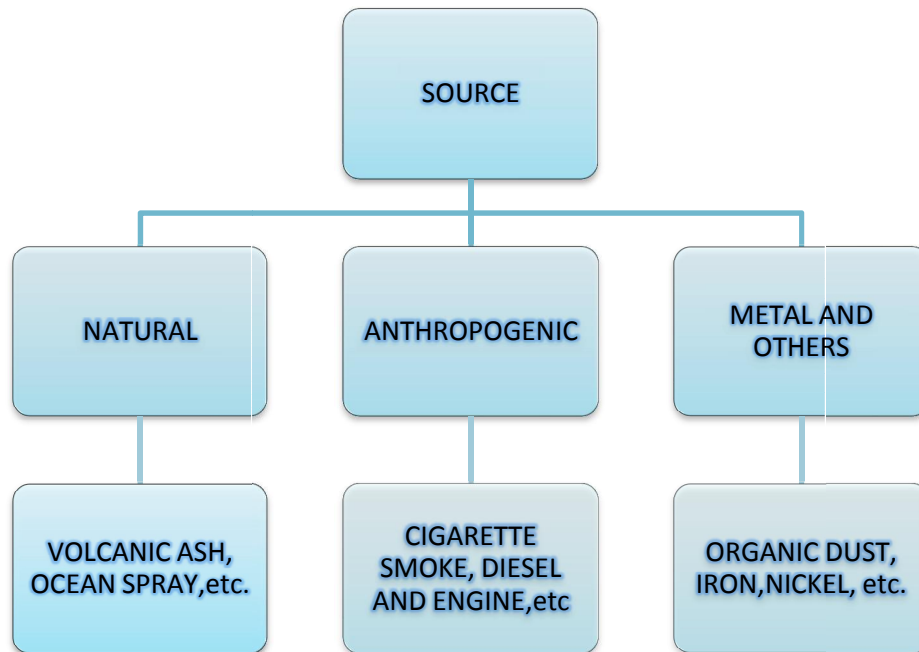 SOURCE
NATURAL
ANTHROPOGENIC
METAL AND
OTHERS
VOLCANIC ASH,
OCEAN SPRAY,etc.
CIGARETTE
SMOKE, DIESEL
AND ENGINE,etc
ORGANIC DUST,
IRON,NICKEL, etc.